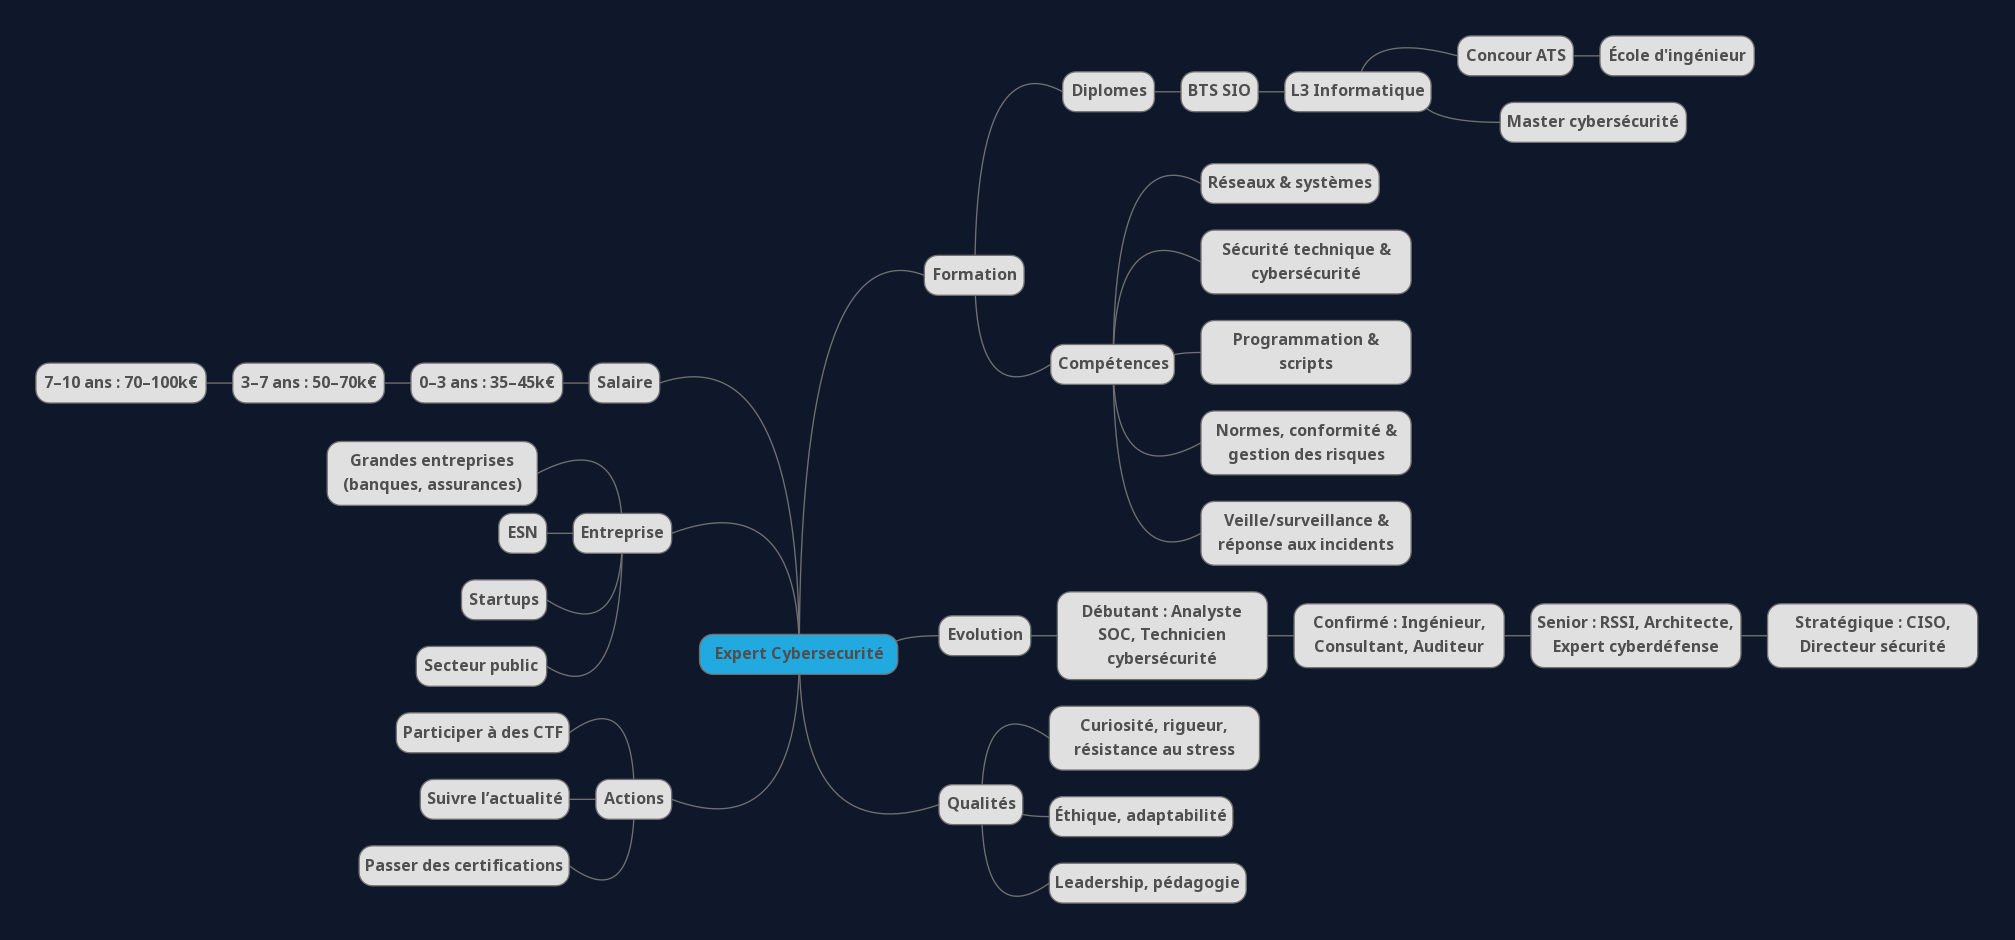 Expert Cybersecurité
Formation
Diplomes
BTS SIO
L3 Informatique
Concour ATS
École d'ingénieur
Master cybersécurité
Compétences
Réseaux & systèmes
Sécurité technique &
cybersécurité
Programmation &
scripts
Normes, conformité &
gestion des risques
Veille/surveillance &
réponse aux incidents
Evolution
Débutant : Analyste
SOC, Technicien
cybersécurité
Confirmé : Ingénieur,
Consultant, Auditeur
Senior : RSSI, Architecte,
Expert cyberdéfense
Stratégique : CISO,
Directeur sécurité
Qualités
Curiosité, rigueur,
résistance au stress
Éthique, adaptabilité
Leadership, pédagogie
Salaire
0–3 ans : 35–45k€
3–7 ans : 50–70k€
7–10 ans : 70–100k€
Entreprise
Grandes entreprises
(banques, assurances)
ESN
Startups
Secteur public
Actions
Participer à des CTF
Suivre l’actualité
Passer des certifications